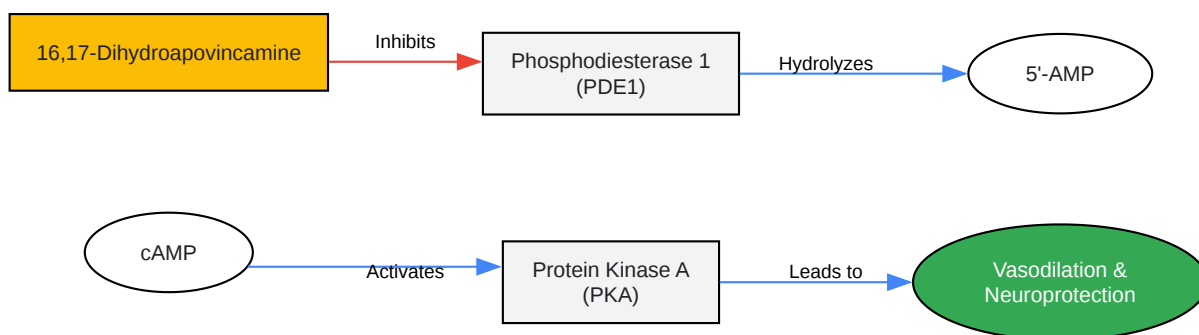 16,17-Dihydroapovincamine
Inhibits
Phosphodiesterase 1
(PDE1)
Hydrolyzes
5'-AMP
cAMP
Activates
Protein Kinase A
(PKA)
Leads to
Vasodilation &
Neuroprotection